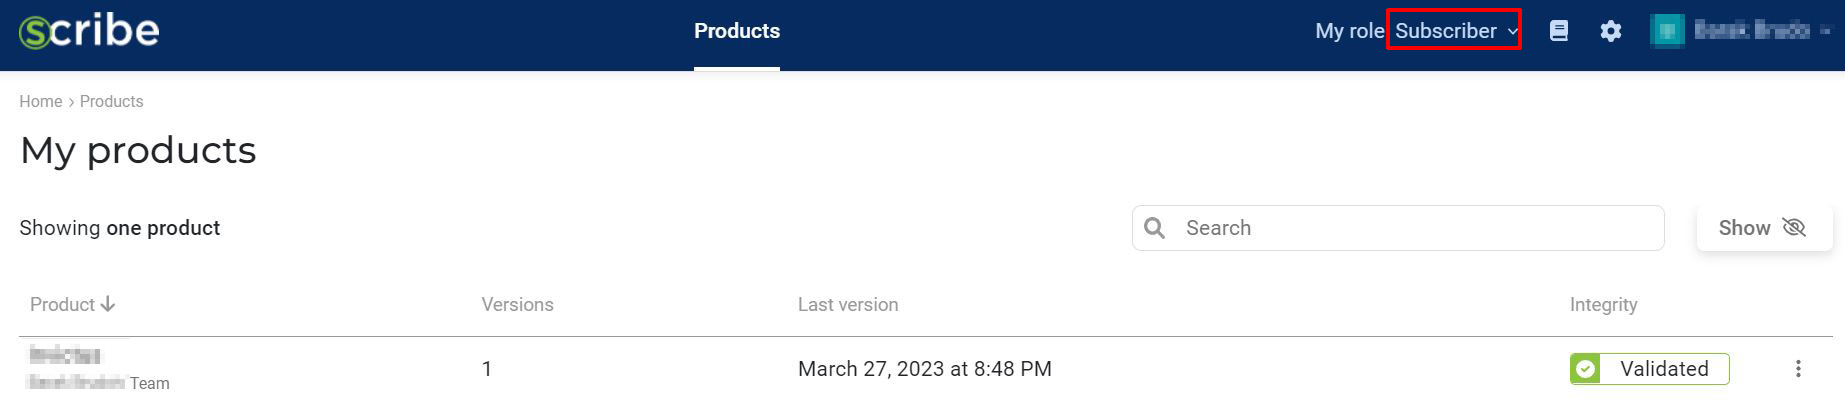 scribe
Products
My role Subscriber
Home › Products
My products
Showing one product
Search
Show
Product ↓
Versions
Last version
Integrity
Team
1
March 27, 2023 at 8:48 PM
Validated